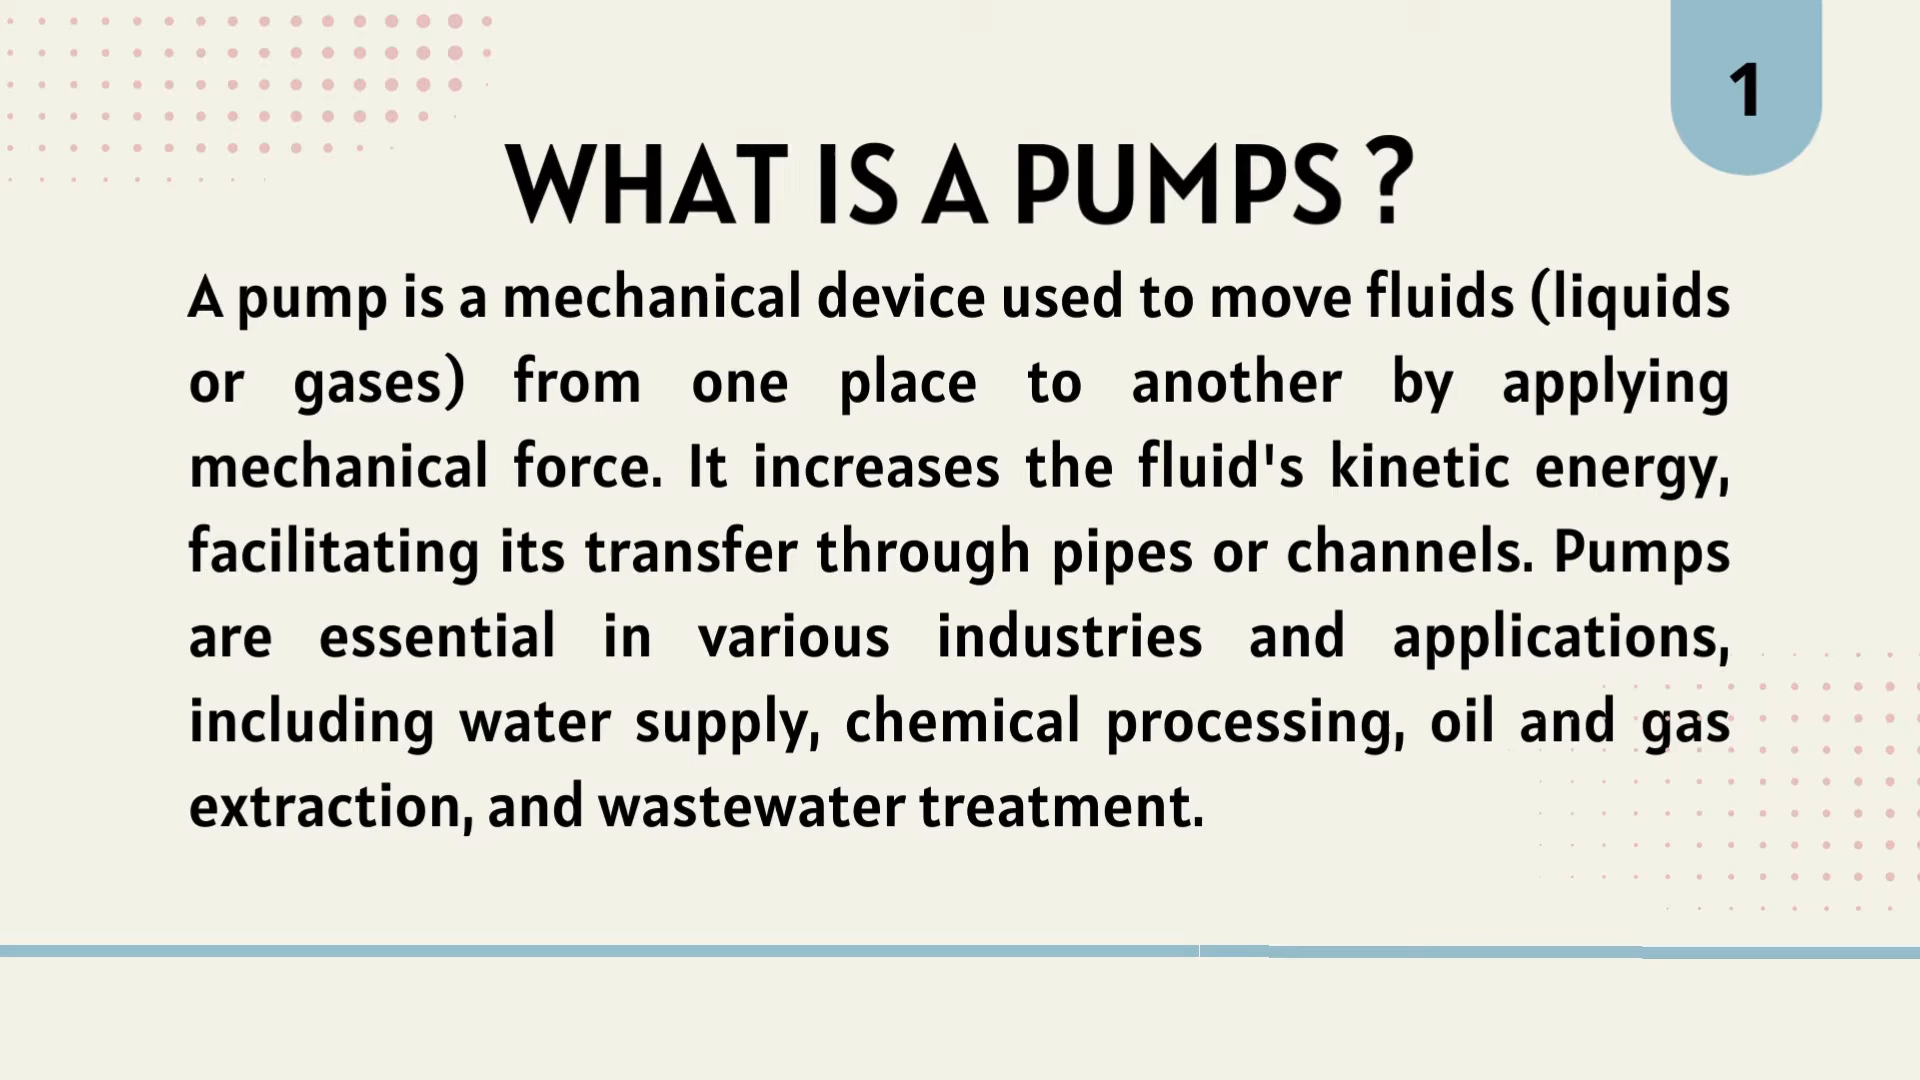 1
WHAT IS A PUMPS ?
A pump is a mechanical device used to move fluids (liquids
or gases) from one place to another by applying
mechanical force. It increases the fluid's kinetic energy,
facilitating its transfer through pipes or channels. Pumps
are essential in various industries and applications,
including water supply, chemical processing, oil and gas
extraction, and wastewater treatment.